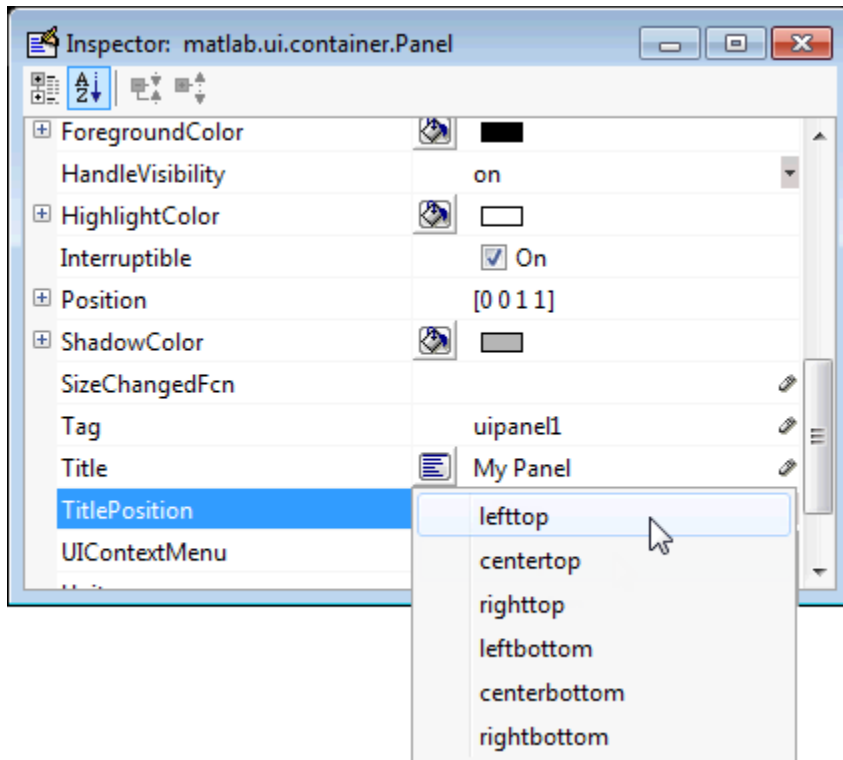 Inspector: matlab.ui.container.Panel
ForegroundColor
HandleVisibility on
HighlightColor
Interruptible On
Position [0 0 1 1]
ShadowColor
SizeChangedFcn
Tag uipanel1
Title My Panel
TitlePosition
lefttop
UIContextMenu
centertop
righttop
leftbottom
centerbottom
rightbottom